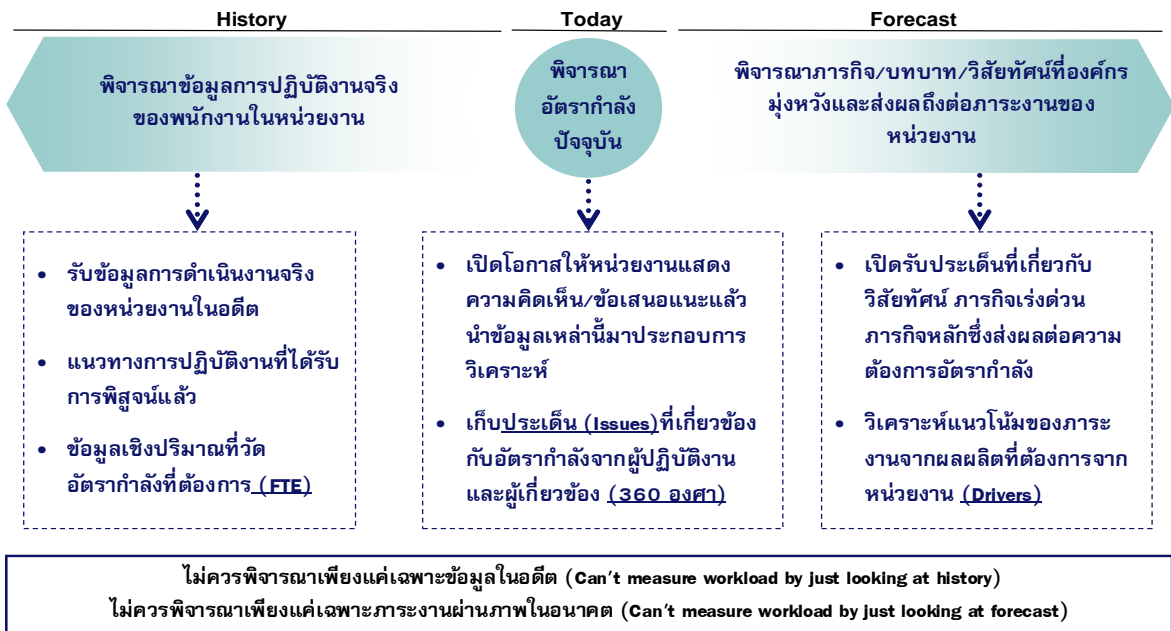 History
Today
Forecast
พิจารณาข้อมูลการปฏิบัติงานจริง
ของพนักงานในหน่วยงาน
พิจารณา
อัตรากำลัง
ปัจจุบัน
พิจารณาภารกิจ/บทบาท/วิสัยทัศน์ที่องค์กร
มุ่งหวังและส่งผลถึงต่อภาระงานของ
หน่วยงาน
• รับข้อมูลการดำเนินงานจริง
ของหน่วยงานในอดีต
• แนวทางการปฏิบัติงานที่ได้รับ
การพิสูจน์แล้ว
• ข้อมูลเชิงปริมาณที่วัด
อัตรากำลังที่ต้องการ (FTE)
• เปิดโอกาสให้หน่วยงานแสดง
ความคิดเห็น/ข้อเสนอแนะแล้ว
นำข้อมูลเหล่านี้มาประกอบการ
วิเคราะห์
• เก็บประเด็น (Issues)ที่เกี่ยวข้อง
กับอัตรากำลังจากผู้ปฏิบัติงาน
และผู้เกี่ยวข้อง (360 องศา)
• เปิดรับประเด็นที่เกี่ยวกับ
วิสัยทัศน์ ภารกิจเร่งด่วน
ภารกิจหลักซึ่งส่งผลต่อความ
ต้องการอัตรากำลัง
• วิเคราะห์แนวโน้มของภาระ
งานจากผลผลิตที่ต้องการจาก
หน่วยงาน (Drivers)
ไม่ควรพิจารณาเพียงแค่เฉพาะข้อมูลในอดีต (Can't measure workload by just looking at history)
ไม่ควรพิจารณาเพียงแค่เฉพาะภาระงานผ่านภาพในอนาคต (Can't measure workload by just looking at forecast)